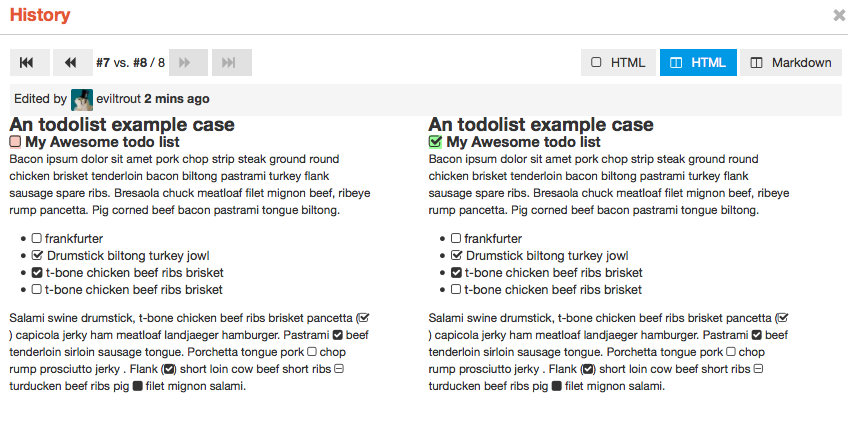 History
#7 vs. #8 / 8
HTML
HTML
Markdown
Edited by eviltrout 2 mins ago
An todolist example case
My Awesome todo list
Bacon ipsum dolor sit amet pork chop strip steak ground round
chicken brisket tenderloin bacon biltong pastrami turkey flank
sausage spare ribs. Bresaola chuck meatloaf filet mignon beef, ribeye
rump pancetta. Pig corned beef bacon pastrami tongue biltong.
frankfurter
Drumstick biltong turkey jowl
t-bone chicken beef ribs brisket
t-bone chicken beef ribs brisket
Salami swine drumstick, t-bone chicken beef ribs brisket pancetta (
) capicola jerky ham meatloaf landjaeger hamburger. Pastrami beef
tenderloin sirloin sausage tongue. Porchetta tongue pork chop
rump prosciutto jerky . Flank ( ) short loin cow beef short ribs
turducken beef ribs pig filet mignon salami.
An todolist example case
My Awesome todo list
Bacon ipsum dolor sit amet pork chop strip steak ground round
chicken brisket tenderloin bacon biltong pastrami turkey flank
sausage spare ribs. Bresaola chuck meatloaf filet mignon beef, ribeye
rump pancetta. Pig corned beef bacon pastrami tongue biltong.
frankfurter
Drumstick biltong turkey jowl
t-bone chicken beef ribs brisket
t-bone chicken beef ribs brisket
Salami swine drumstick, t-bone chicken beef ribs brisket pancetta (
) capicola jerky ham meatloaf landjaeger hamburger. Pastrami beef
tenderloin sirloin sausage tongue. Porchetta tongue pork chop
rump prosciutto jerky . Flank ( ) short loin cow beef short ribs
turducken beef ribs pig filet mignon salami.